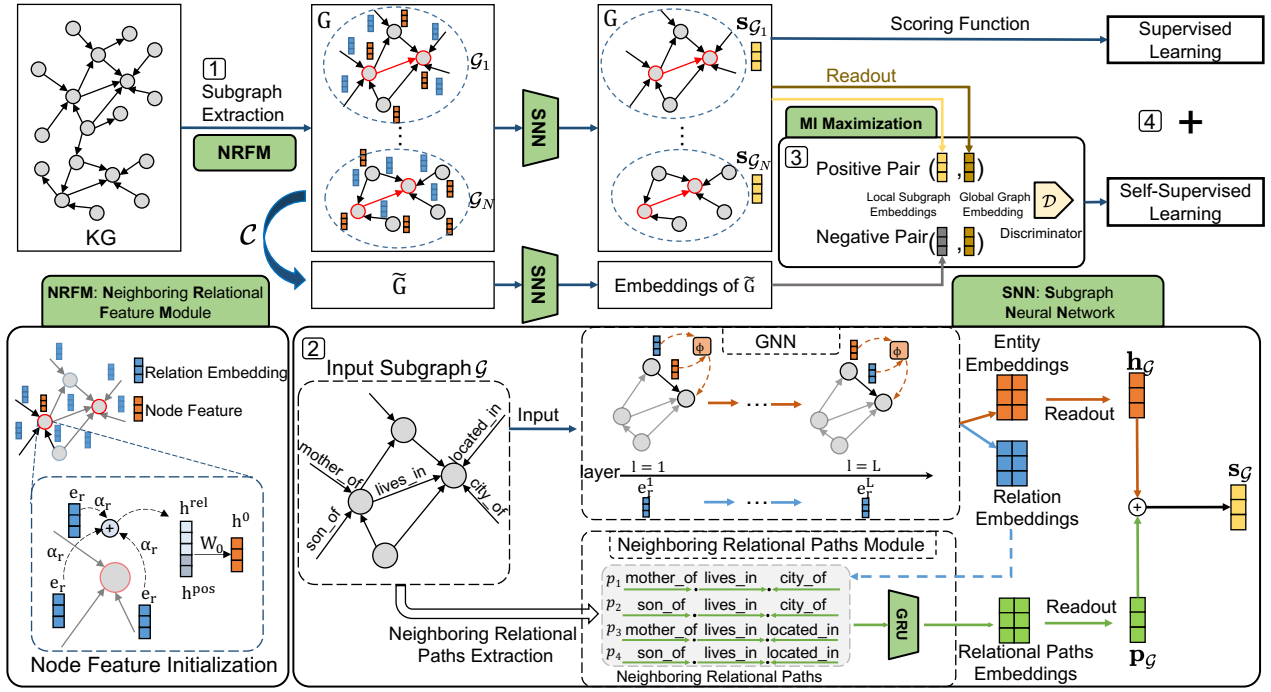 KG
1
Subgraph
Extraction
NRFM
G
𝒢1
⋮
𝒢N
SNN
G
s𝒢1
s𝒢N
Scoring Function
Readout
Supervised
Learning
4
+
MI Maximization
3
Positive Pair ( , )
Local Subgraph
Embeddings
Global Graph
Embedding
𝒟
Discriminator
Negative Pair ( , )
Self-Supervised
Learning
𝒞
G̃
SNN
Embeddings of G̃
NRFM: Neighboring Relational
Feature Module
Relation Embedding
Node Feature
e_r
α_r
α_r
α_r
e_r
e_r
+
h^rel
h^pos
W_0
h^0
Node Feature Initialization
SNN: Subgraph
Neural Network
2
Input Subgraph 𝒢
mother_of
lives_in
located_in
son_of
city_of
Input
GNN
ϕ
ϕ
...
layer
l = 1
l = L
e_r^1
...
e_r^L
Entity
Embeddings
Readout
h𝒢
Relation
Embeddings
+
s𝒢
Neighboring Relational
Paths Extraction
Neighboring Relational Paths Module
p1 mother_of lives_in city_of
p2 son_of lives_in city_of
p3 mother_of lives_in located_in
p4 son_of lives_in located_in
Neighboring Relational Paths
GRU
Relational Paths
Embeddings
Readout
p𝒢